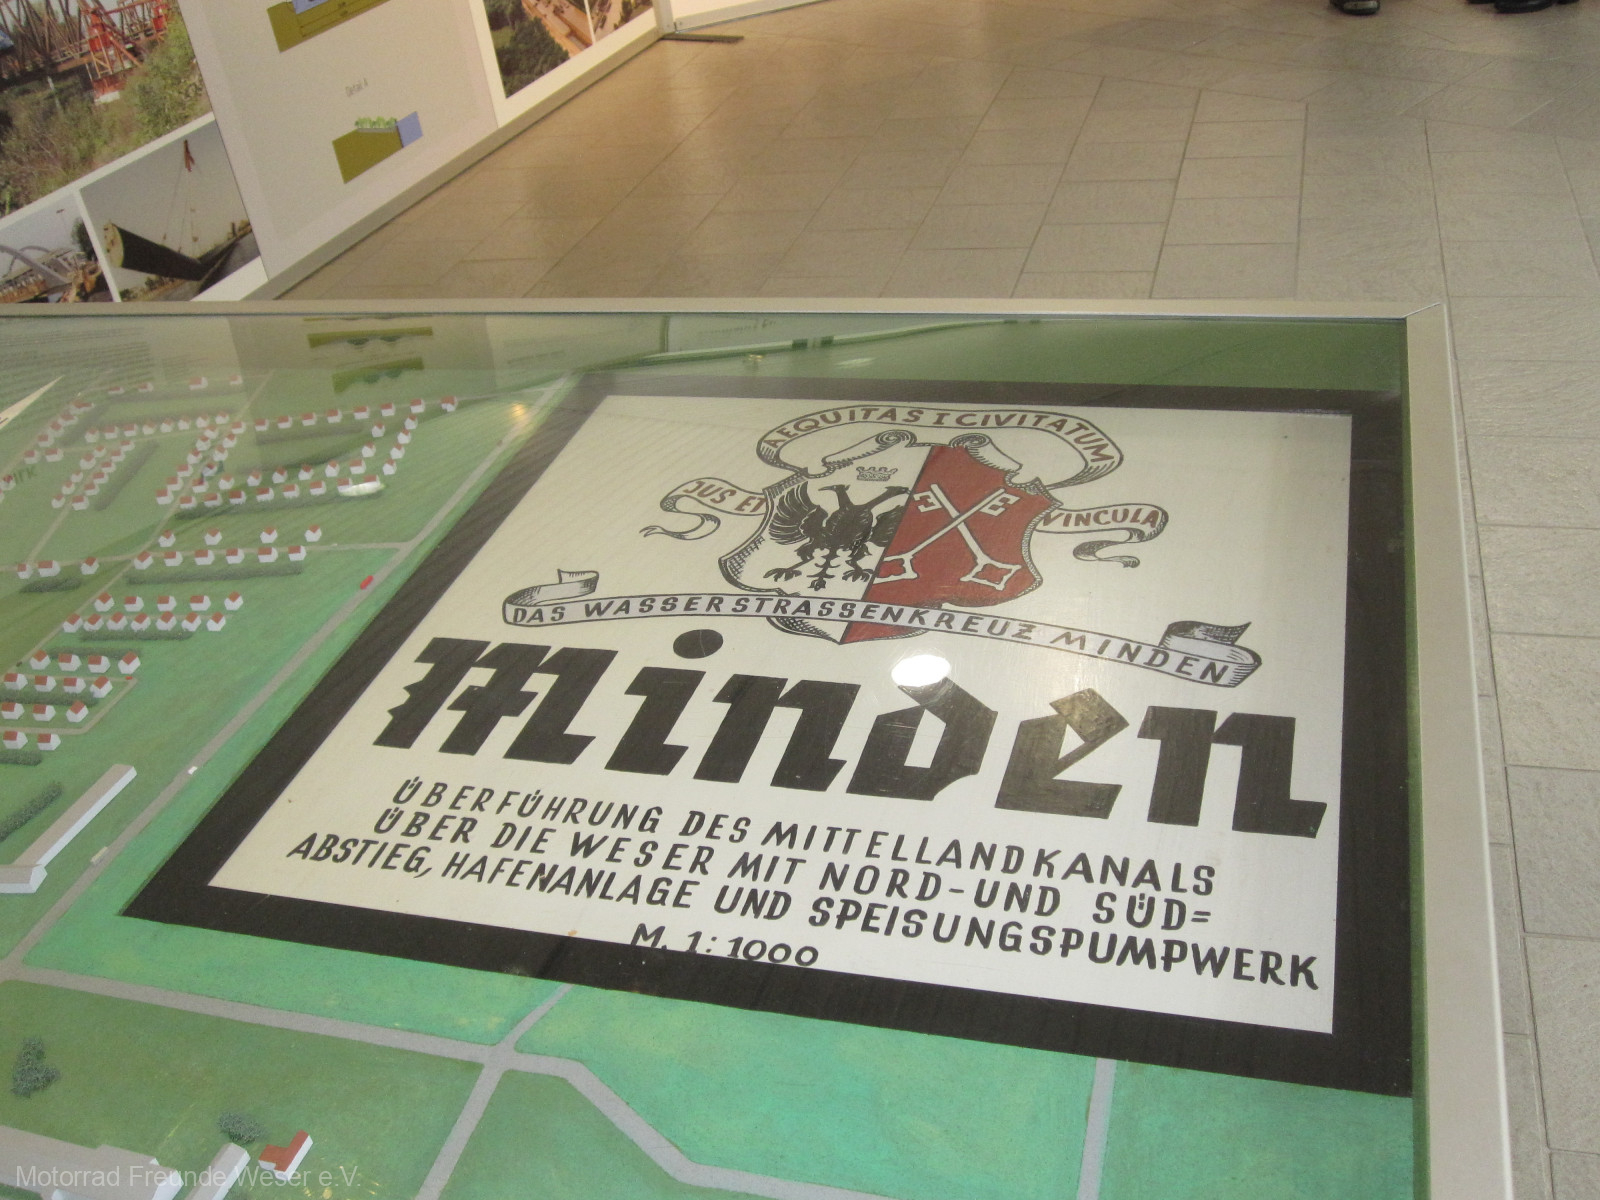 Detail A
AEQUITAS I CIVITATUM
JUS ET
VINCULA
DAS WASSERSTRASSENKREUZ MINDEN
Minden
ÜBERFÜHRUNG DES MITTELLANDKANALS
ÜBER DIE WESER MIT NORD-UND SÜD=
ABSTIEG, HAFENANLAGE UND SPEISUNGSPUMPWERK
M. 1:1000
Motorrad Freunde Weser e.V.